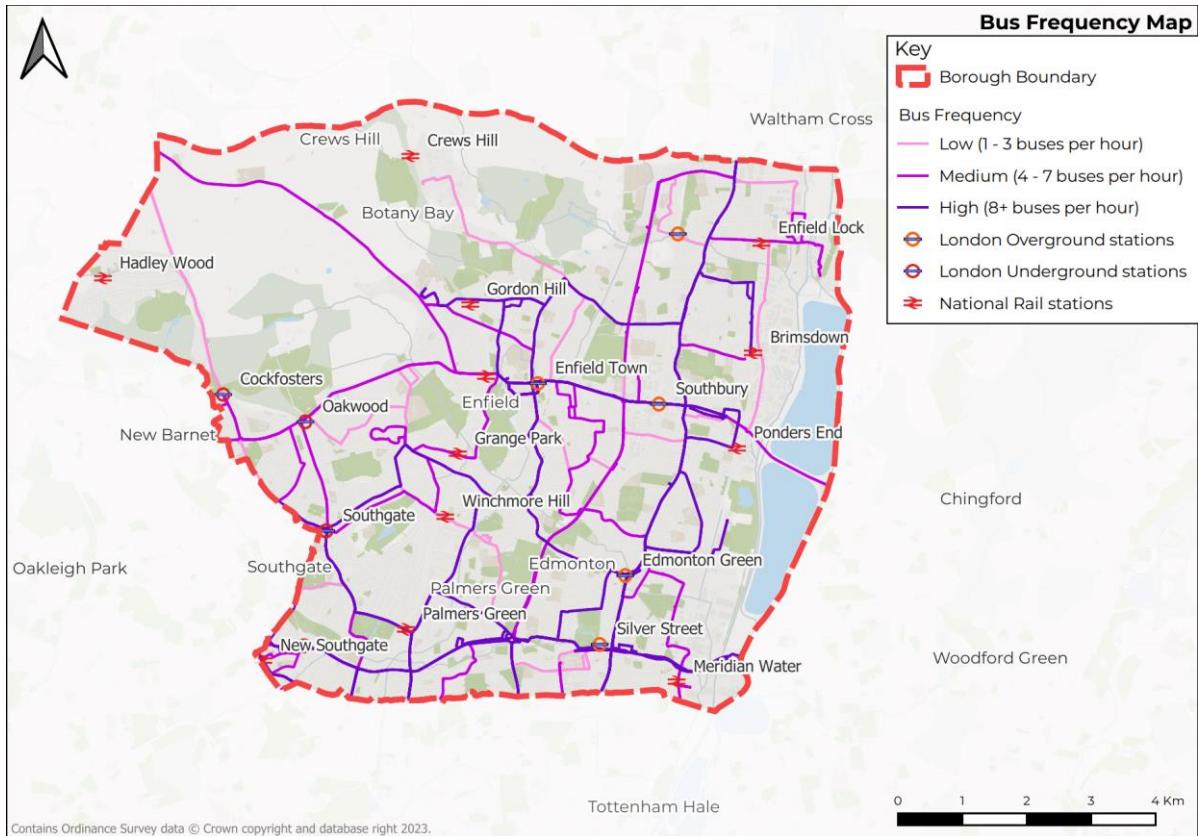 Bus Frequency Map
Key
Borough Boundary
Bus Frequency
Low (1 - 3 buses per hour)
Medium (4 - 7 buses per hour)
High (8+ buses per hour)
London Overground stations
London Underground stations
National Rail stations
Waltham Cross
Crews Hill
Crews Hill
Botany Bay
Enfield Lock
Hadley Wood
Gordon Hill
Brimsdown
Enfield Town
Cockfosters
Southbury
Enfield
Oakwood
New Barnet
Grange Park
Ponders End
Winchmore Hill
Chingford
Southgate
Edmonton Green
Edmonton
Oakleigh Park
Southgate
Palmers Green
Palmers Green
Silver Street
New Southgate
Woodford Green
Meridian Water
Tottenham Hale
0 1 2 3 4 Km
Contains Ordinance Survey data © Crown copyright and database right 2023.